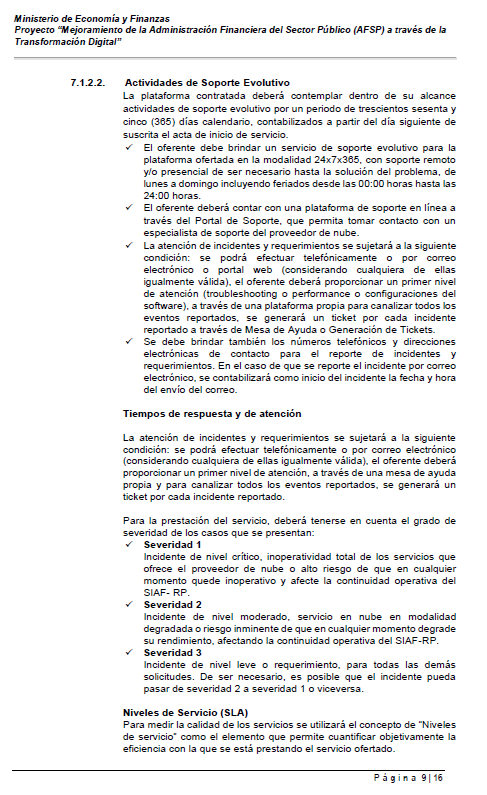 Ministerio de Economía y Finanzas
Proyecto “Mejoramiento de la Administración Financiera del Sector Público (AFSP) a través de la
Transformación Digital”
7.1.2.2. Actividades de Soporte Evolutivo
La plataforma contratada deberá contemplar dentro de su alcance
actividades de soporte evolutivo por un periodo de trescientos sesenta y
cinco (365) días calendario, contabilizados a partir del día siguiente de
suscrita el acta de inicio de servicio.
✓ El oferente debe brindar un servicio de soporte evolutivo para la
plataforma ofertada en la modalidad 24x7x365, con soporte remoto
y/o presencial de ser necesario hasta la solución del problema, de
lunes a domingo incluyendo feriados desde las 00:00 horas hasta las
24:00 horas.
✓ El oferente deberá contar con una plataforma de soporte en línea a
través del Portal de Soporte, que permita tomar contacto con un
especialista de soporte del proveedor de nube.
✓ La atención de incidentes y requerimientos se sujetará a la siguiente
condición: se podrá efectuar telefónicamente o por correo
electrónico o portal web (considerando cualquiera de ellas
igualmente válida), el oferente deberá proporcionar un primer nivel
de atención (troubleshooting o performance o configuraciones del
software), a través de una plataforma propia para canalizar todos los
eventos reportados, se generará un ticket por cada incidente
reportado a través de Mesa de Ayuda o Generación de Tickets.
✓ Se debe brindar también los números telefónicos y direcciones
electrónicas de contacto para el reporte de incidentes y
requerimientos. En el caso de que se reporte el incidente por correo
electrónico, se contabilizará como inicio del incidente la fecha y hora
del envío del correo.
Tiempos de respuesta y de atención
La atención de incidentes y requerimientos se sujetará a la siguiente
condición: se podrá efectuar telefónicamente o por correo electrónico
(considerando cualquiera de ellas igualmente válida), el oferente deberá
proporcionar un primer nivel de atención, a través de una mesa de ayuda
propia y para canalizar todos los eventos reportados, se generará un
ticket por cada incidente reportado.
Para la prestación del servicio, deberá tenerse en cuenta el grado de
severidad de los casos que se presentan:
✓ Severidad 1
Incidente de nivel crítico, inoperatividad total de los servicios que
ofrece el proveedor de nube o alto riesgo de que en cualquier
momento quede inoperativo y afecte la continuidad operativa del
SIAF- RP.
✓ Severidad 2
Incidente de nivel moderado, servicio en nube en modalidad
degradada o riesgo inminente de que en cualquier momento degrade
su rendimiento, afectando la continuidad operativa del SIAF-RP.
✓ Severidad 3
Incidente de nivel leve o requerimiento, para todas las demás
solicitudes. De ser necesario, es posible que el incidente pueda
pasar de severidad 2 a severidad 1 o viceversa.
Niveles de Servicio (SLA)
Para medir la calidad de los servicios se utilizará el concepto de “Niveles
de servicio” como el elemento que permite cuantificar objetivamente la
eficiencia con la que se está prestando el servicio ofertado.
Página 9|16